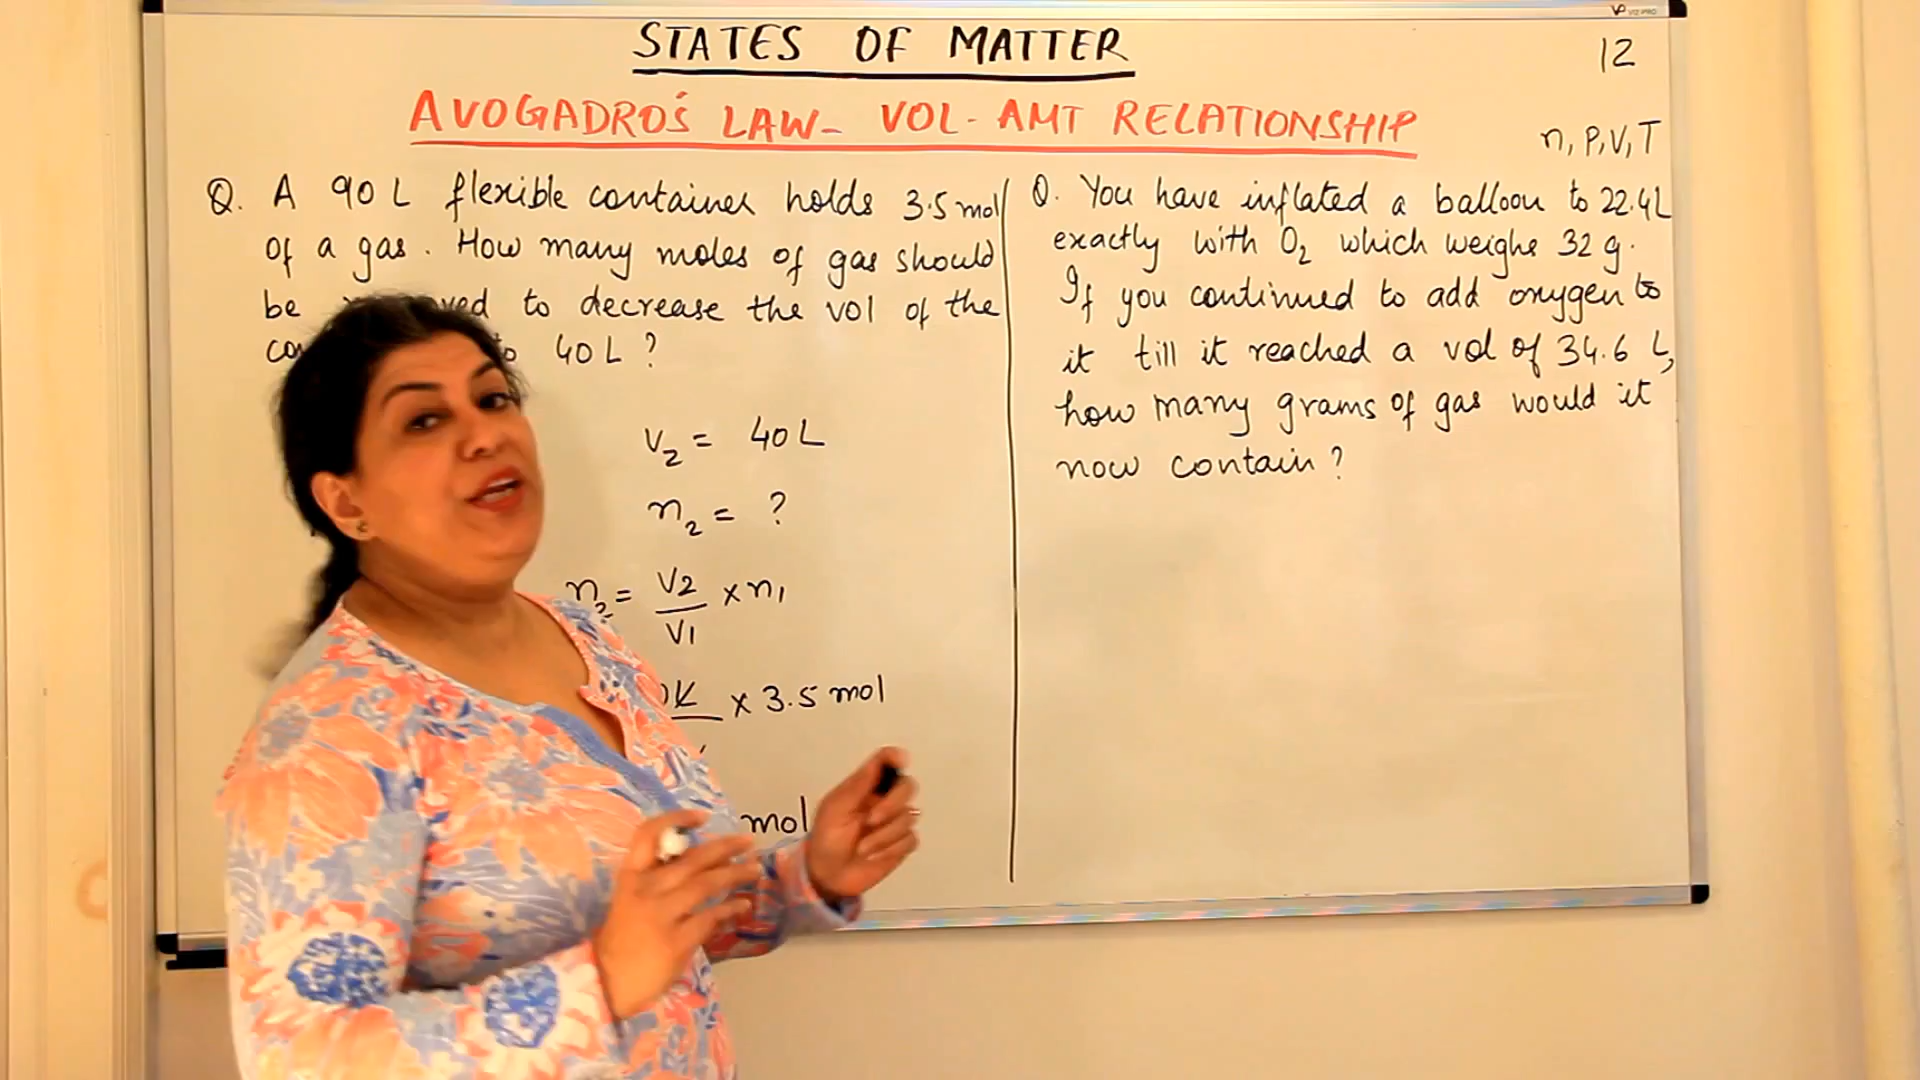 VIZ-PRO
STATES OF MATTER
12
AVOGADRO'S LAW- VOL-AMT RELATIONSHIP
n, P, V, T
Q. A 90 L flexible container holds 3.5 mol
of a gas. How many moles of gas should
be to decrease the vol of the
40 L ?
V2 = 40 L
n2 = ?
n2 = V2/V1 x n1
x 3.5 mol
mol
Q. You have inflated a balloon to 22.4L
exactly with O2 which weighs 32 g.
If you continued to add oxygen to
it till it reached a vol of 34.6 L,
how many grams of gas would it
now contain ?